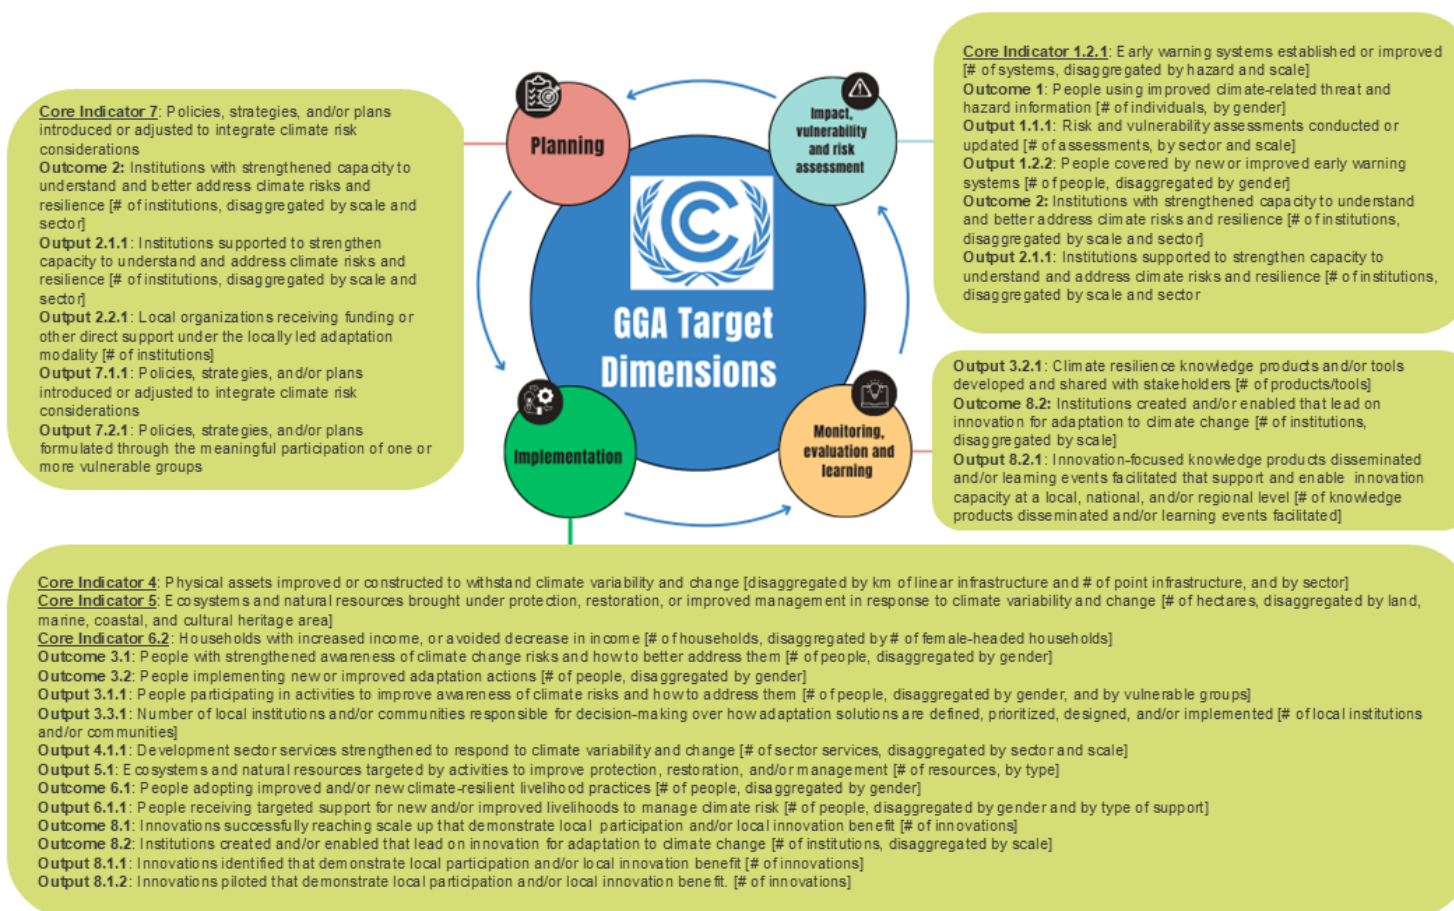 Core Indicator 7: Policies, strategies, and/or plans
introduced or adjusted to integrate climate risk
considerations
Outcome 2: Institutions with strengthened capacity to
understand and better address climate risks and
resilience [# of institutions, disaggregated by scale and
sector]
Output 2.1.1: Institutions supported to strengthen
capacity to understand and address climate risks and
resilience [# of institutions, disaggregated by scale and
sector]
Output 2.2.1: Local organizations receiving funding or
other direct support under the locally led adaptation
modality [# of institutions]
Output 7.1.1: Policies, strategies, and/or plans
introduced or adjusted to integrate climate risk
considerations
Output 7.2.1: Policies, strategies, and/or plans
formulated through the meaningful participation of one or
more vulnerable groups
Planning
Impact,
vulnerability
and risk
assessment
GGA Target
Dimensions
Implementation
Monitoring,
evaluation and
learning
Core Indicator 1.2.1: Early warning systems established or improved
[# of systems, disaggregated by hazard and scale]
Outcome 1: People using improved climate-related threat and
hazard information [# of individuals, by gender]
Output 1.1.1: Risk and vulnerability assessments conducted or
updated [# of assessments, by sector and scale]
Output 1.2.2: People covered by new or improved early warning
systems [# of people, disaggregated by gender]
Outcome 2: Institutions with strengthened capacity to understand
and better address climate risks and resilience [# of institutions,
disaggregated by scale and sector]
Output 2.1.1: Institutions supported to strengthen capacity to
understand and address climate risks and resilience [# of institutions,
disaggregated by scale and sector
Output 3.2.1: Climate resilience knowledge products and/or tools
developed and shared with stakeholders [# of products/tools]
Outcome 8.2: Institutions created and/or enabled that lead on
innovation for adaptation to climate change [# of institutions,
disaggregated by scale]
Output 8.2.1: Innovation-focused knowledge products disseminated
and/or learning events facilitated that support and enable innovation
capacity at a local, national, and/or regional level [# of knowledge
products disseminated and/or learning events facilitated]
Core Indicator 4: Physical assets improved or constructed to withstand climate variability and change [disaggregated by km of linear infrastructure and # of point infrastructure, and by sector]
Core Indicator 5: Ecosystems and natural resources brought under protection, restoration, or improved management in response to climate variability and change [# of hectares, disaggregated by land,
marine, coastal, and cultural heritage area]
Core Indicator 6.2: Households with increased income, or avoided decrease in income [# of households, disaggregated by # of female-headed households]
Outcome 3.1: People with strengthened awareness of climate change risks and how to better address them [# of people, disaggregated by gender]
Outcome 3.2: People implementing new or improved adaptation actions [# of people, disaggregated by gender]
Output 3.1.1: People participating in activities to improve awareness of climate risks and how to address them [# of people, disaggregated by gender, and by vulnerable groups]
Output 3.3.1: Number of local institutions and/or communities responsible for decision-making over how adaptation solutions are defined, prioritized, designed, and/or implemented [# of local institutions
and/or communities]
Output 4.1.1: Development sector services strengthened to respond to climate variability and change [# of sector services, disaggregated by sector and scale]
Output 5.1: Ecosystems and natural resources targeted by activities to improve protection, restoration, and/or management [# of resources, by type]
Outcome 6.1: People adopting improved and/or new climate-resilient livelihood practices [# of people, disaggregated by gender]
Output 6.1.1: People receiving targeted support for new and/or improved livelihoods to manage climate risk [# of people, disaggregated by gender and by type of support]
Outcome 8.1: Innovations successfully reaching scale up that demonstrate local participation and/or local innovation benefit [# of innovations]
Outcome 8.2: Institutions created and/or enabled that lead on innovation for adaptation to climate change [# of institutions, disaggregated by scale]
Output 8.1.1: Innovations identified that demonstrate local participation and/or local innovation benefit [# of innovations]
Output 8.1.2: Innovations piloted that demonstrate local participation and/or local innovation benefit. [# of innovations]